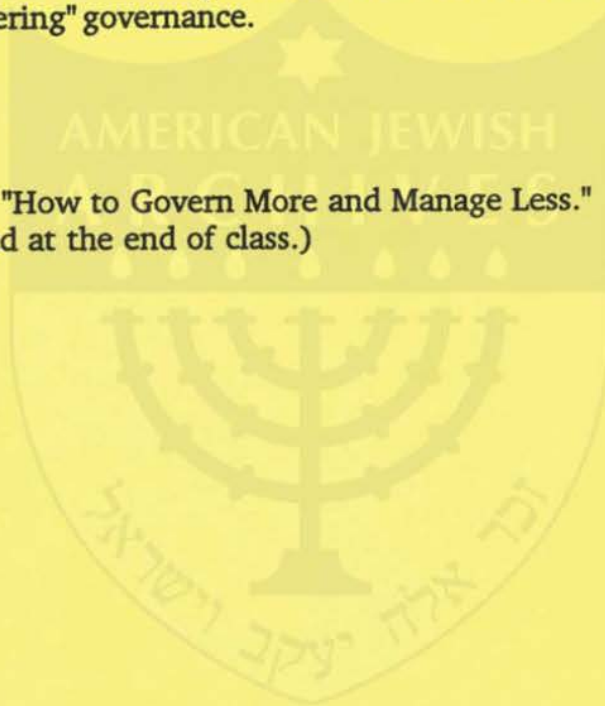 ering" governance.
AMERICAN JEWISH
ARCHIVES
"How to Govern More and Manage Less."
d at the end of class.)
זכר אלה יעקב וישראל